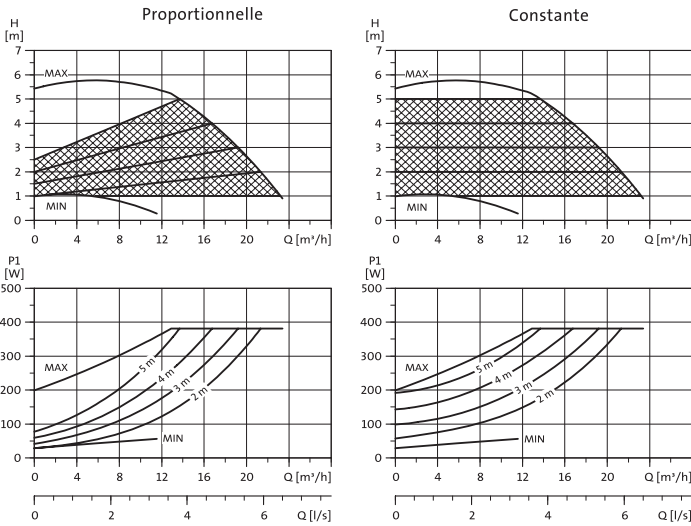 Proportionnelle
Constante
H
[m]
7
6
5
4
3
2
1
0
MAX
MIN
0 4 8 12 16 20 Q [m³/h]
H
[m]
7
6
5
4
3
2
1
0
MAX
MIN
0 4 8 12 16 20 Q [m³/h]
P1
[W]
500
400
300
200
100
0
MAX
5 m
4 m
3 m
2 m
MIN
0 4 8 12 16 20 Q [m³/h]
0 2 4 6 Q [l/s]
P1
[W]
500
400
300
200
100
0
MAX
5 m
4 m
3 m
2 m
MIN
0 4 8 12 16 20 Q [m³/h]
0 2 4 6 Q [l/s]